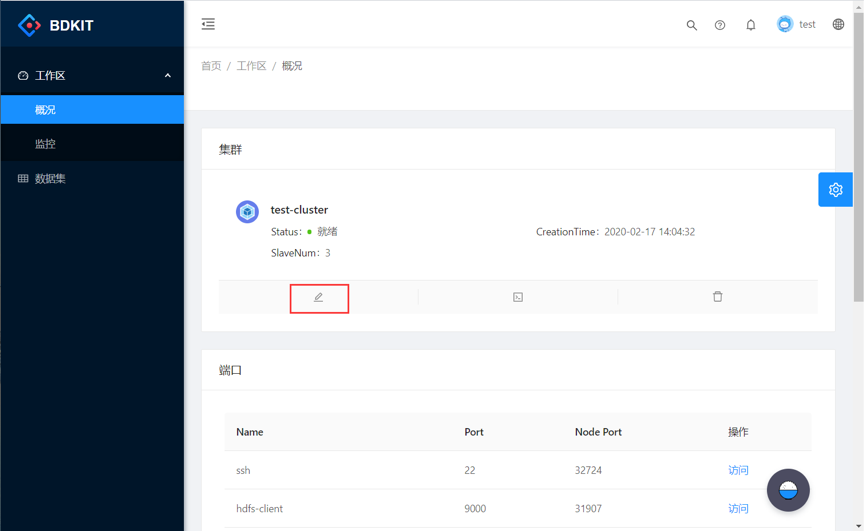 BDKIT
test
工作区
概况
监控
数据集
首页 / 工作区 / 概况
集群
test-cluster
Status: 就绪 CreationTime: 2020-02-17 14:04:32
SlaveNum: 3
端口
Name Port Node Port 操作
ssh 22 32724 访问
hdfs-client 9000 31907 访问